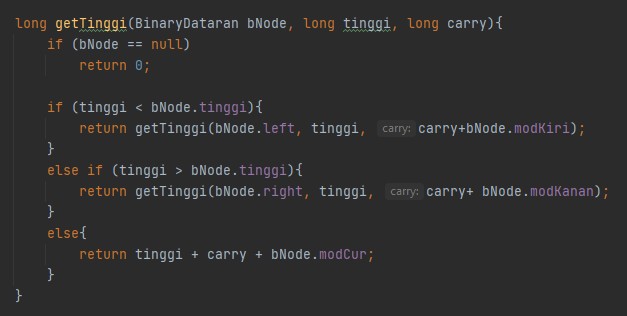 long getTinggi(BinaryDataran bNode, long tinggi, long carry){
    if (bNode == null)
        return 0;

    if (tinggi < bNode.tinggi){
        return getTinggi(bNode.left, tinggi, carry: carry+bNode.modKiri);
    }
    else if (tinggi > bNode.tinggi){
        return getTinggi(bNode.right, tinggi, carry: carry+ bNode.modKanan);
    }
    else{
        return tinggi + carry + bNode.modCur;
    }
}